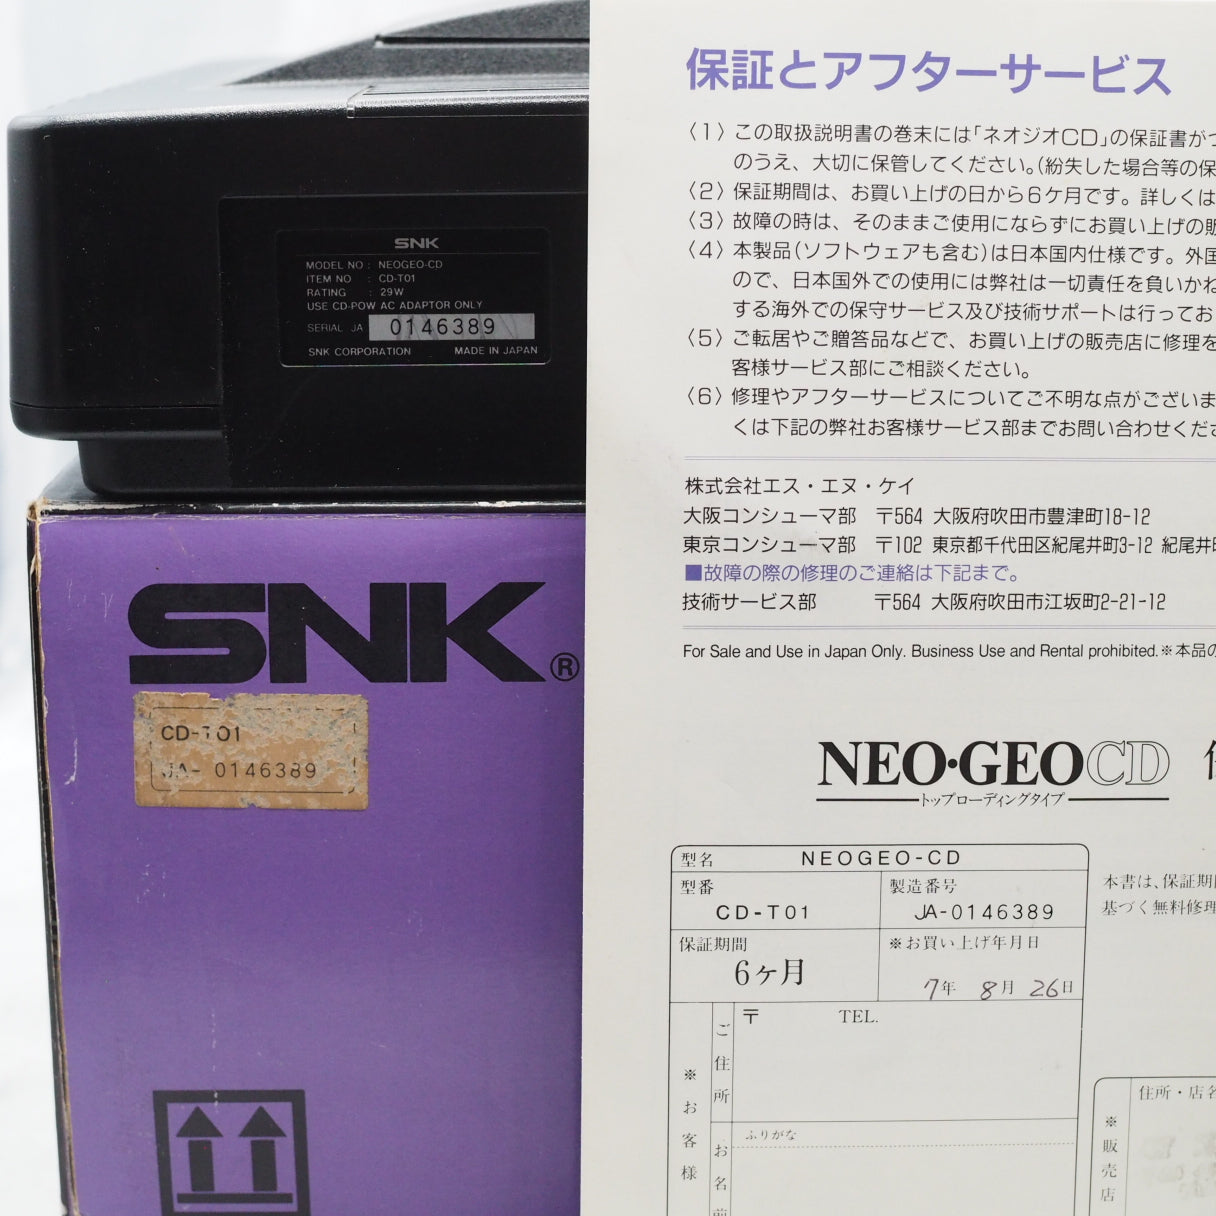 SNK
MODEL NO : NEOGEO-CD
ITEM NO : CD-T01
RATING : 29W
USE CD-POW AC ADAPTOR ONLY
SERIAL JA 0146389
SNK CORPORATION MADE IN JAPAN
SNK®
CD-T01
JA- 0146389
保証とアフターサービス
〈1〉この取扱説明書の巻末には「ネオジオCD」の保証書が
のうえ、大切に保管してください。(紛失した場合等の保
〈2〉保証期間は、お買い上げの日から6ケ月です。詳しくは
〈3〉故障の時は、そのままご使用にならずにお買い上げの販
〈4〉本製品(ソフトウェアも含む)は日本国内仕様です。外国
ので、日本国外での使用には弊社は一切責任を負いかね
する海外での保守サービス及び技術サポートは行ってお
〈5〉ご転居やご贈答品などで、お買い上げの販売店に修理を
客様サービス部にご相談ください。
〈6〉修理やアフターサービスについてご不明な点がございま
くは下記の弊社お客様サービス部までお問い合わせくださ
株式会社エス・エヌ・ケイ
大阪コンシューマ部 〒564 大阪府吹田市豊津町18-12
東京コンシューマ部 〒102 東京都千代田区紀尾井町3-12 紀尾井町
■故障の際の修理のご連絡は下記まで。
技術サービス部 〒564 大阪府吹田市江坂町2-21-12
For Sale and Use in Japan Only. Business Use and Rental prohibited.※本品の
NEO・GEO CD
トップローディングタイプ
型名 NEOGEO-CD
型番 製造番号
CD-T01 JA-0146389
保証期間 ※お買い上げ年月日
6ヶ月 7年 8月 26日
本書は、保証期間
基づく無料修理
※お客様
ご住所 〒 TEL.
ふりがな
お名前
※販売店
住所・店名